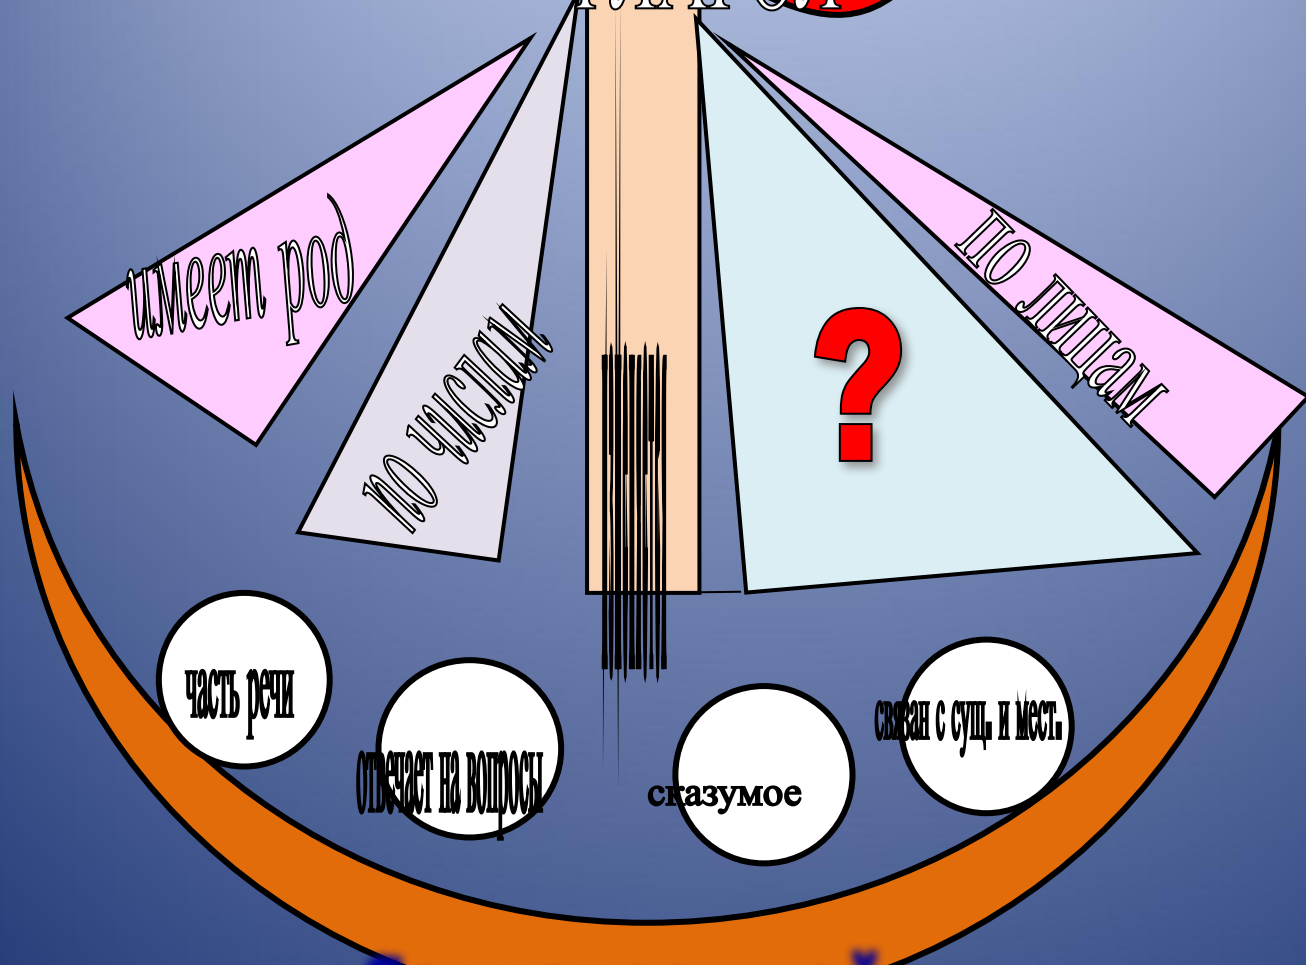 имеет род
по числам
?
по лицам
часть речи
отвечает на вопросы
сказумое
связан с сущ. и мест.